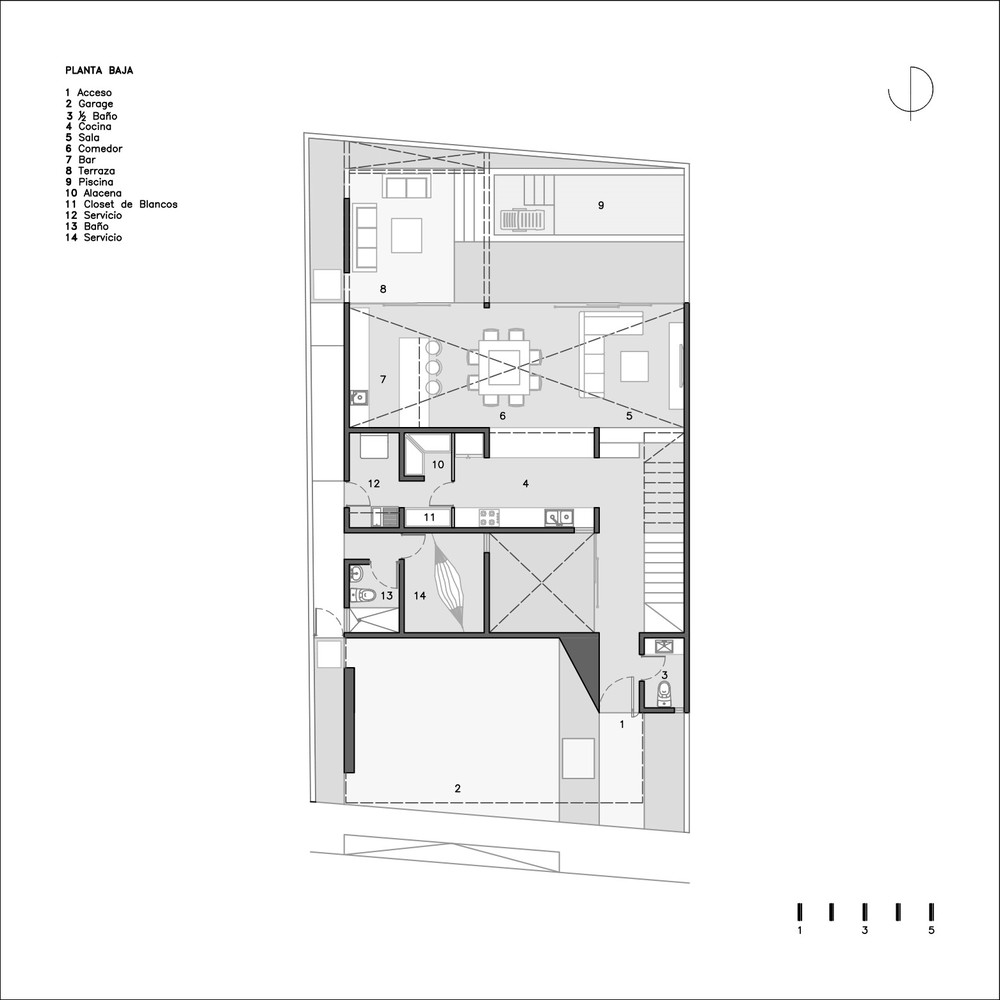 PLANTA BAJA
1 Acceso
2 Garage
3 ½ Baño
4 Cocina
5 Sala
6 Comedor
7 Bar
8 Terraza
9 Piscina
10 Alacena
11 Closet de Blancos
12 Servicio
13 Baño
14 Servicio
9
8
7
6
5
10
12
4
11
13
14
3
1
2
1 3 5